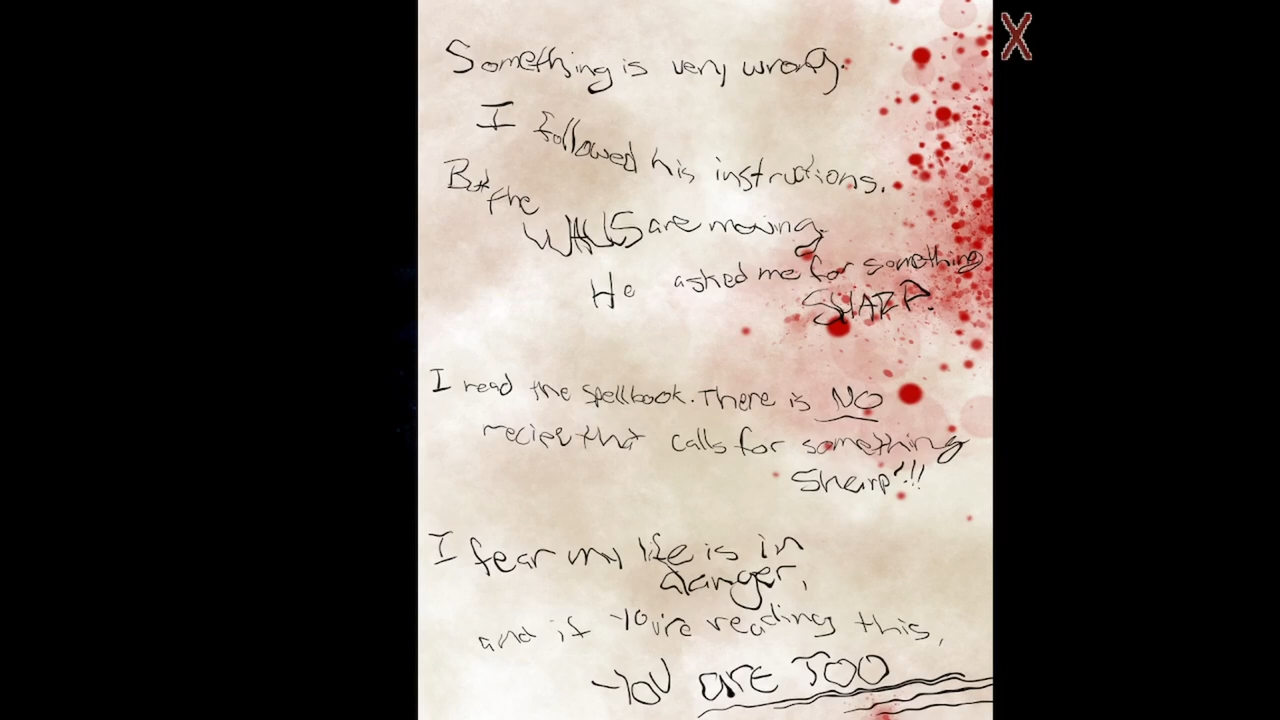 Something is very wrong.
I followed his instructions.
But the
WALLS are moving.
He asked me for something
SHARP.
I read the spellbook. There is NO
recipe that calls for something
Sharp!!!
I fear my life is in
danger,
and if you're reading this,
YOU ARE TOO
X